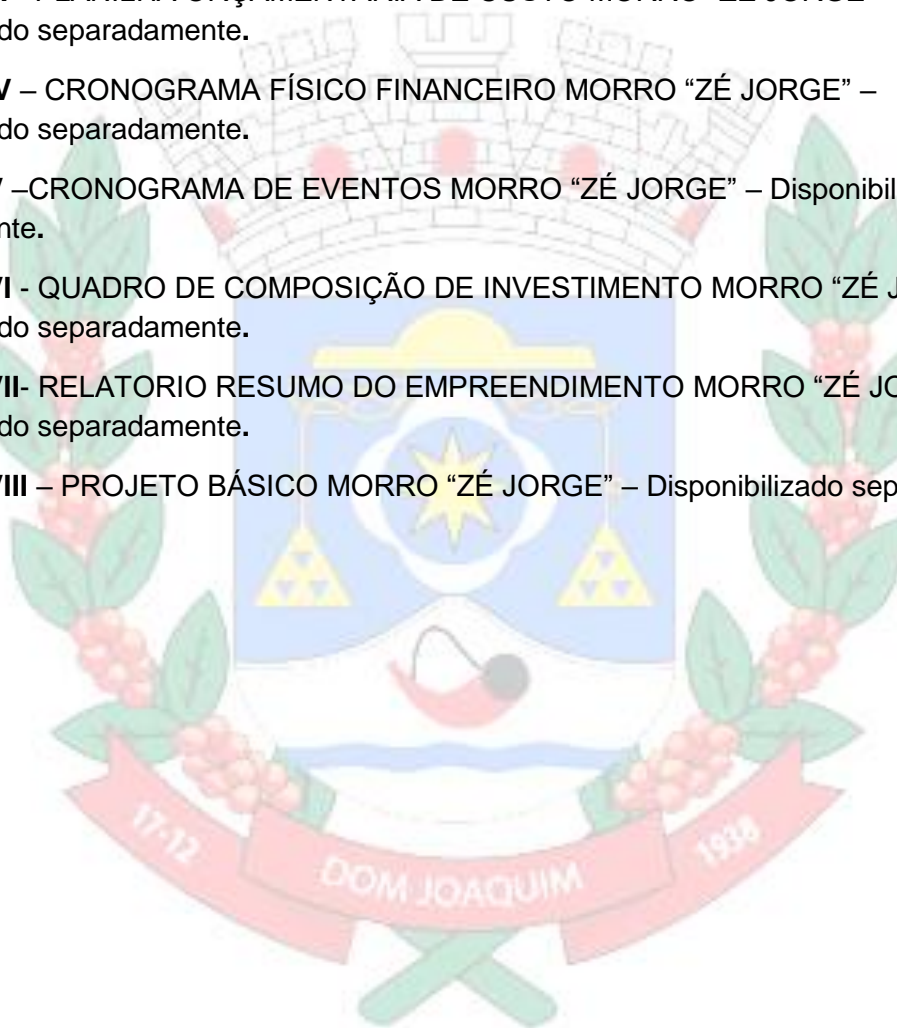 do separadamente.
V – CRONOGRAMA FÍSICO FINANCEIRO MORRO “ZÉ JORGE” –
do separadamente.
–CRONOGRAMA DE EVENTOS MORRO “ZÉ JORGE” – Disponibil
nte.
VI - QUADRO DE COMPOSIÇÃO DE INVESTIMENTO MORRO “ZÉ J
do separadamente.
VII- RELATORIO RESUMO DO EMPREENDIMENTO MORRO “ZÉ JO
do separadamente.
VIII – PROJETO BÁSICO MORRO “ZÉ JORGE” – Disponibilizado sep
17-12
DOM JOAQUIM
1938